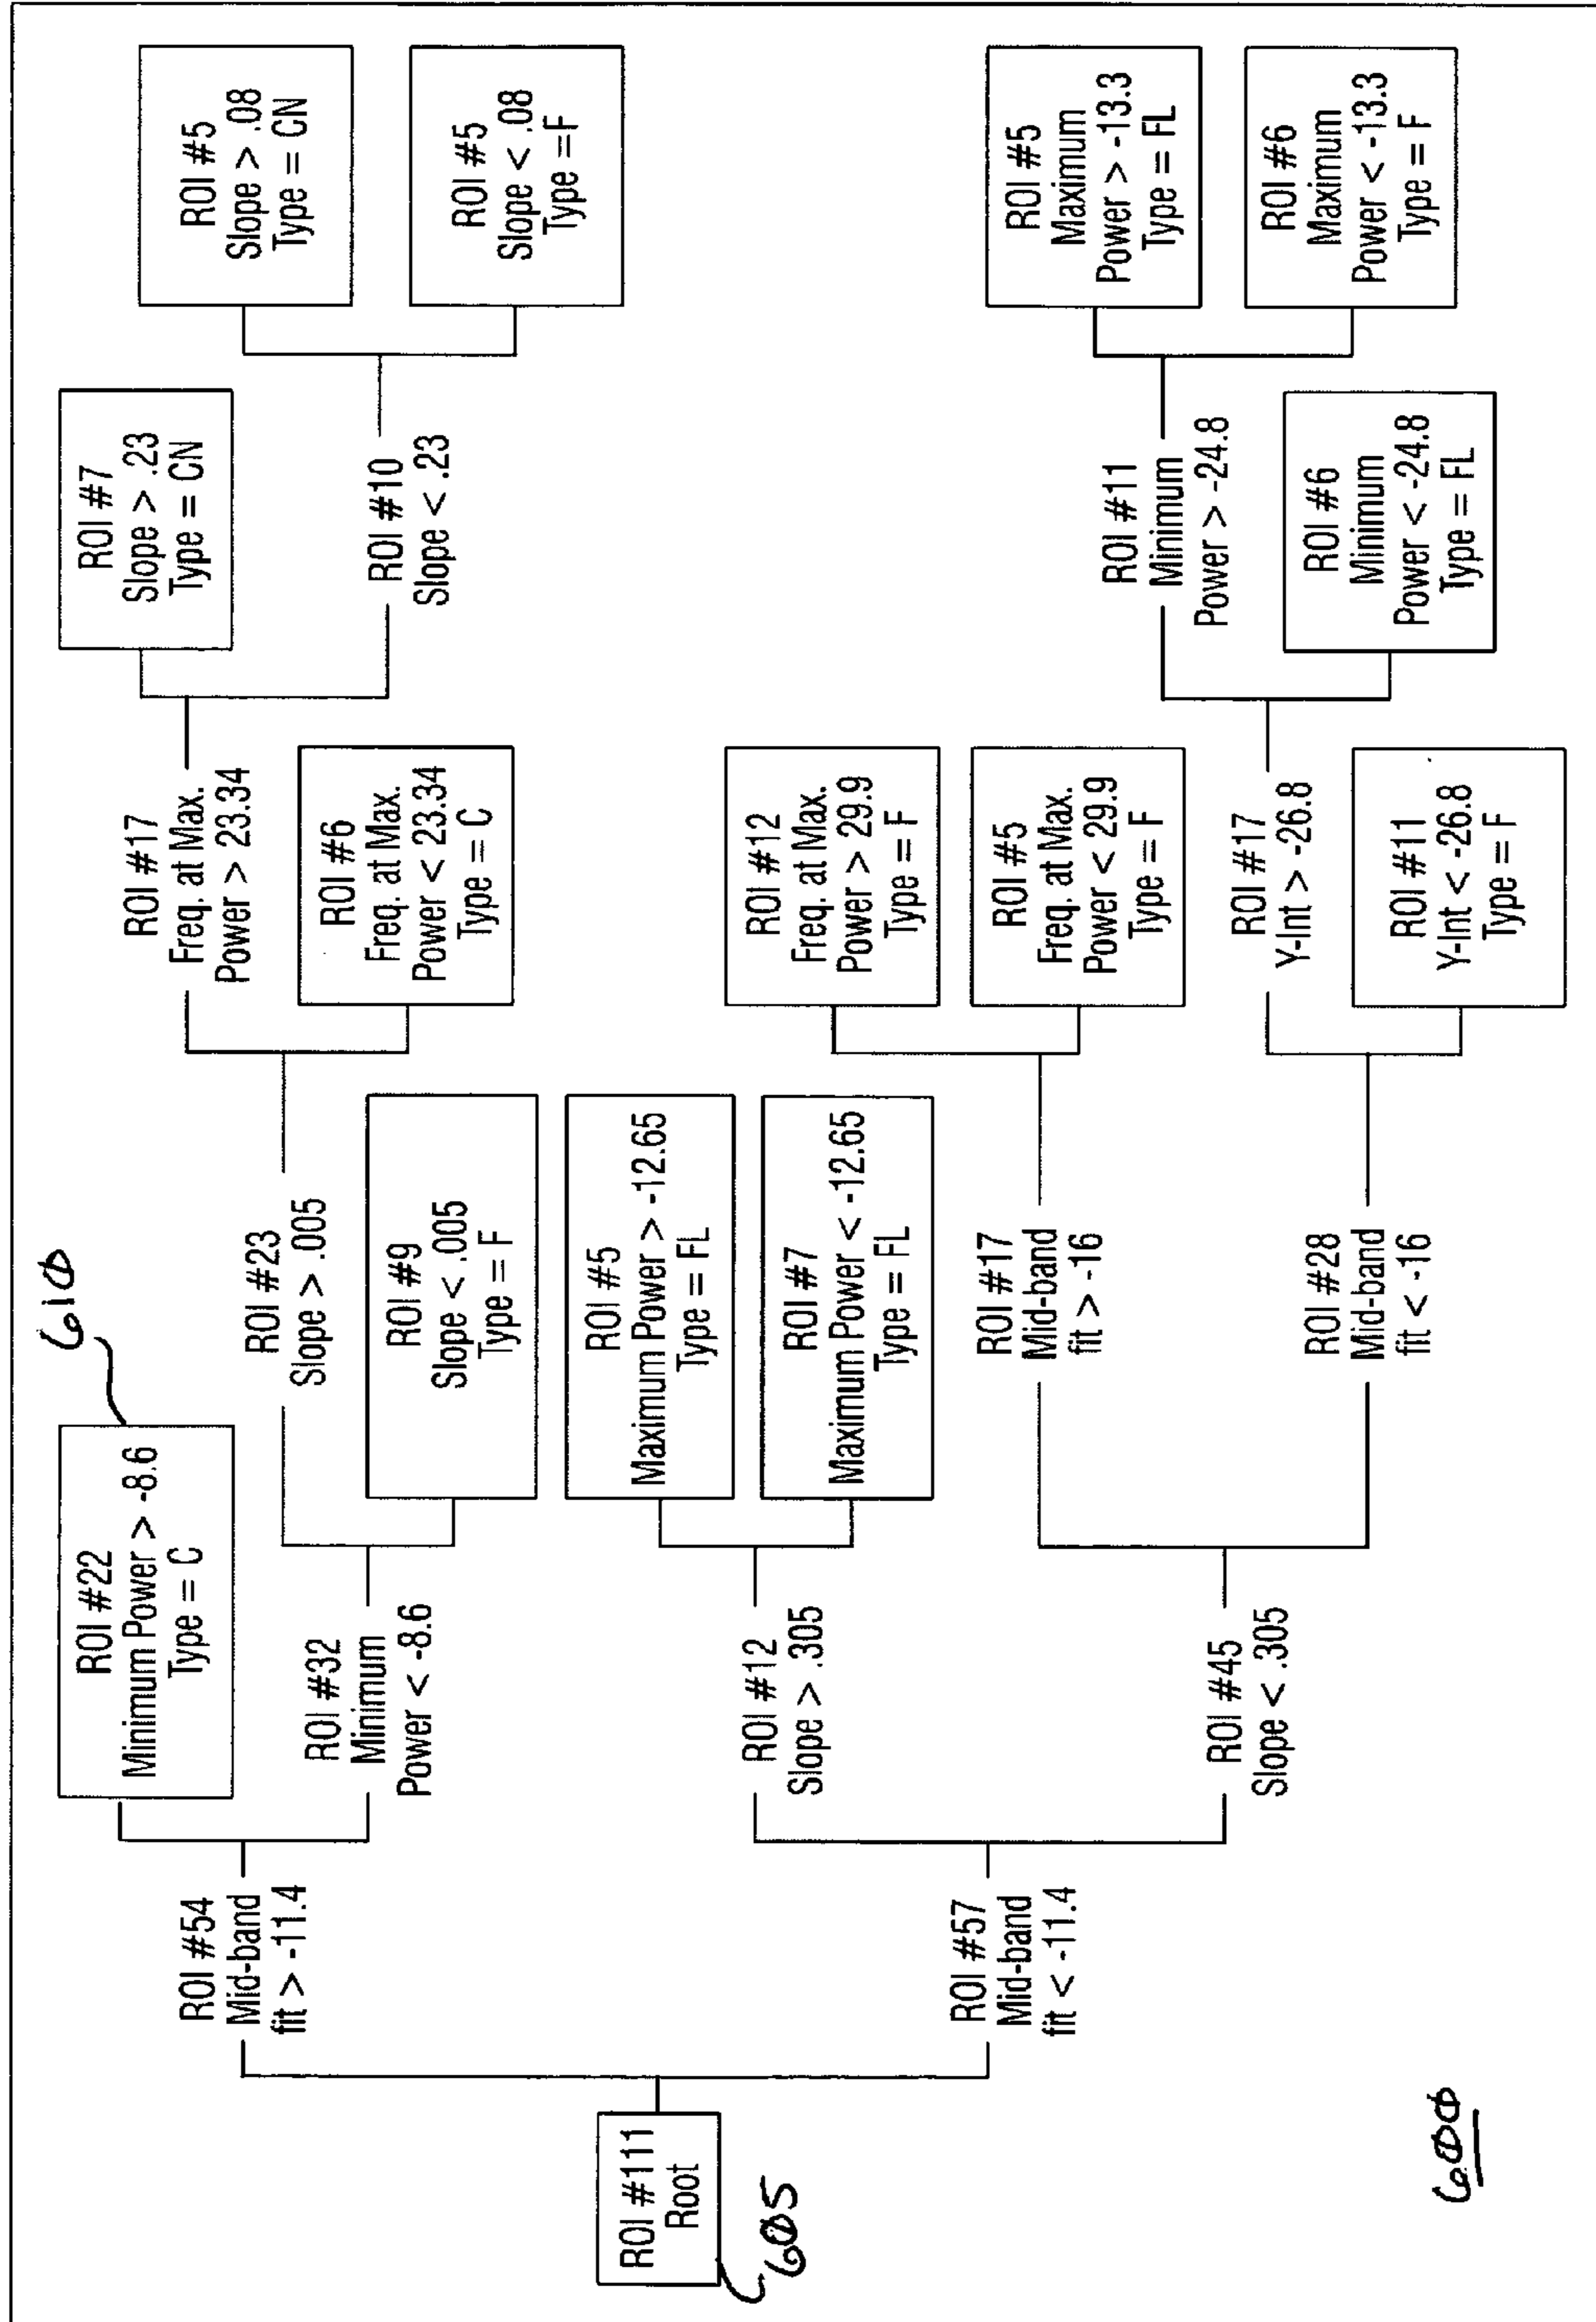 610
ROI #22
Minimum Power > -8.6
Type = C
ROI #54
Mid-band
fit > -11.4
ROI #32
Minimum
Power < -8.6
ROI #23
Slope > .005
ROI #9
Slope < .005
Type = F
ROI #17
Freq. at Max.
Power > 23.34
ROI #6
Freq. at Max.
Power < 23.34
Type = C
ROI #7
Slope > .23
Type = CN
ROI #10
Slope < .23
ROI #5
Slope > .08
Type = CN
ROI #5
Slope < .08
Type =F
ROI #111
Root
605
ROI #57
Mid-band
fit < -11.4
ROI #12
Slope > .305
ROI #5
Maximum Power > -12.65
Type = FL
ROI #7
Maximum Power < -12.65
Type = FL
ROI #45
Slope < .305
ROI #17
Mid-band
fit > -16
ROI #12
Freq. at Max.
Power > 29.9
Type = F
ROI #5
Freq. at Max.
Power < 29.9
Type = F
ROI #28
Mid-band
fit < -16
ROI #17
Y-Int > -26.8
ROI #11
Y-Int < -26.8
Type = F
ROI #11
Minimum
Power > -24.8
ROI #6
Minimum
Power < -24.8
Type = FL
ROI #5
Maximum
Power > -13.3
Type = FL
ROI #6
Maximum
Power < -13.3
Type = F
600